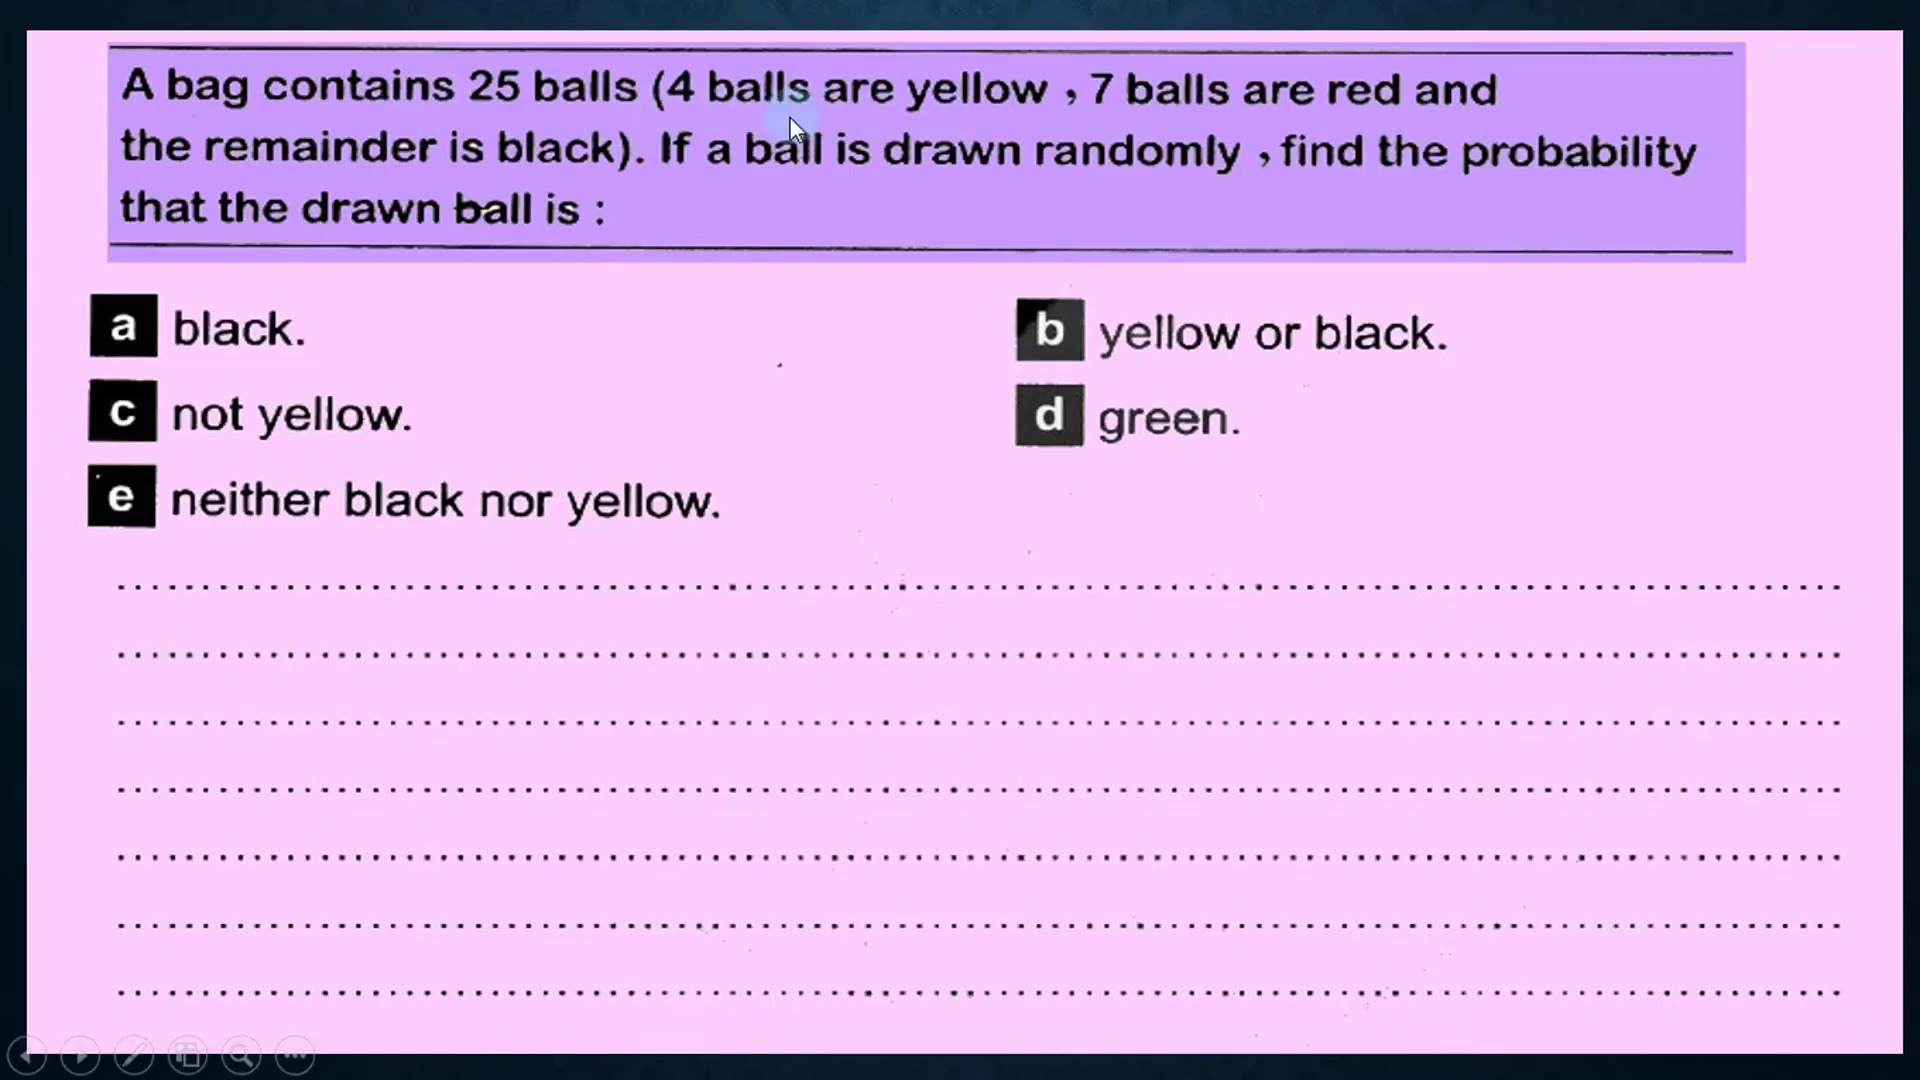 A bag contains 25 balls (4 balls are yellow , 7 balls are red and
the remainder is black). If a ball is drawn randomly , find the probability
that the drawn ball is :
a black.
b yellow or black.
c not yellow.
d green.
e neither black nor yellow.